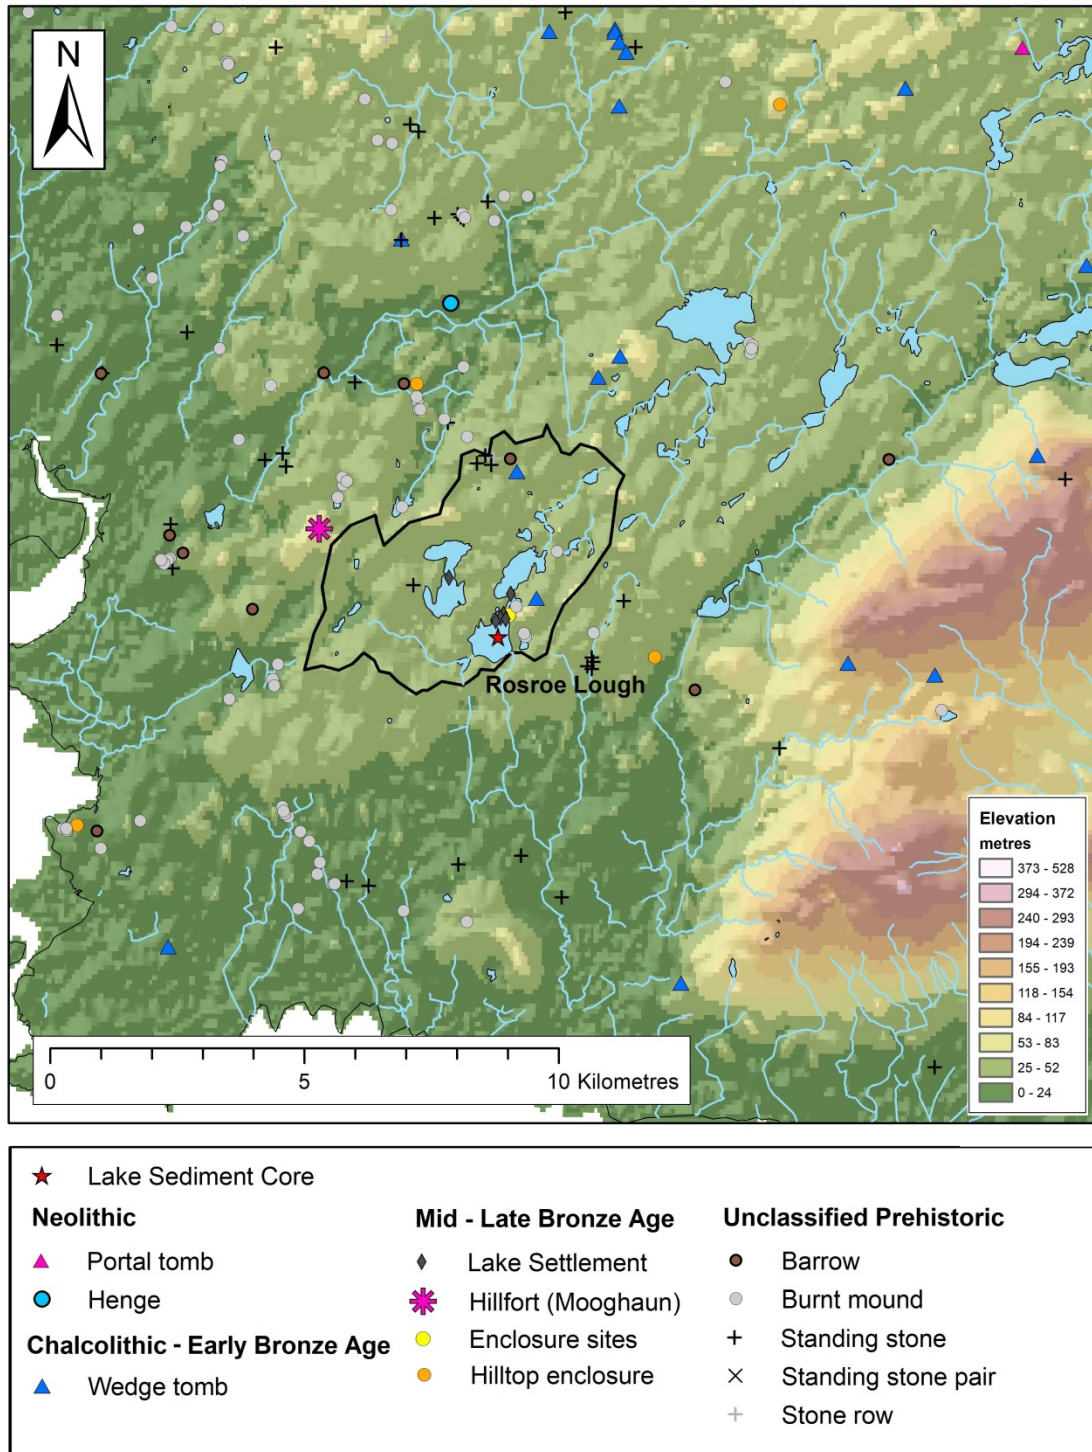 N
Rosroe Lough
Elevation
metres
373 - 528
294 - 372
240 - 293
194 - 239
155 - 193
118 - 154
84 - 117
53 - 83
25 - 52
0 - 24
0 5 10 Kilometres
Lake Sediment Core
Neolithic
Portal tomb
Henge
Chalcolithic - Early Bronze Age
Wedge tomb
Mid - Late Bronze Age
Lake Settlement
Hillfort (Mooghaun)
Enclosure sites
Hilltop enclosure
Unclassified Prehistoric
Barrow
Burnt mound
Standing stone
Standing stone pair
Stone row